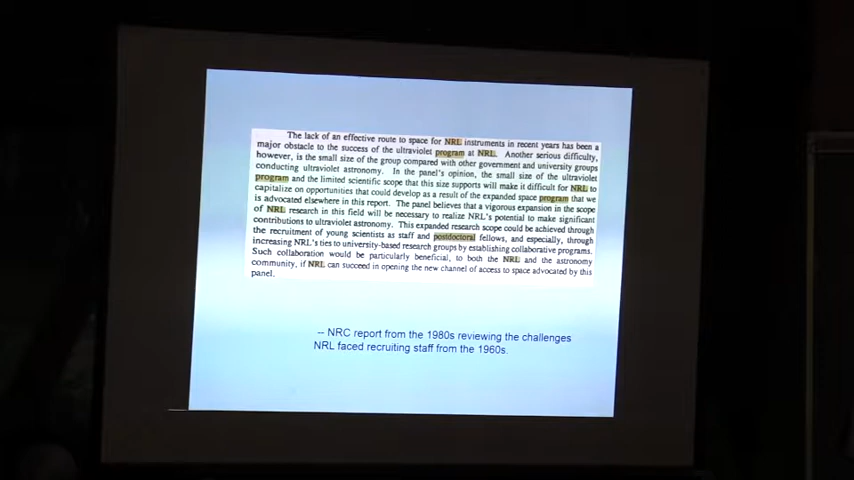 The lack of an effective route to space for NRL instruments in recent years has been a
major obstacle to the success of the ultraviolet program at NRL. Another serious difficulty,
however, is the small size of the group compared with other government and university groups
conducting ultraviolet astronomy. In the panel's opinion, the small size of the ultraviolet
program and the limited scientific scope that this size supports will make it difficult for NRL to
capitalize on opportunities that could develop as a result of the expanded space program that we
is advocated elsewhere in this report. The panel believes that a vigorous expansion in the scope
of NRL research in this field will be necessary to realize NRL's potential to make significant
contributions to ultraviolet astronomy. This expanded research scope could be achieved through
the recruitment of young scientists as staff and postdoctoral fellows, and especially, through
increasing NRL's ties to university-based research groups by establishing collaborative programs.
Such collaboration would be particularly beneficial, to both the NRL and the astronomy
community, if NRL can succeed in opening the new channel of access to space advocated by this
panel.
-- NRC report from the 1980s reviewing the challenges
NRL faced recruiting staff from the 1960s.